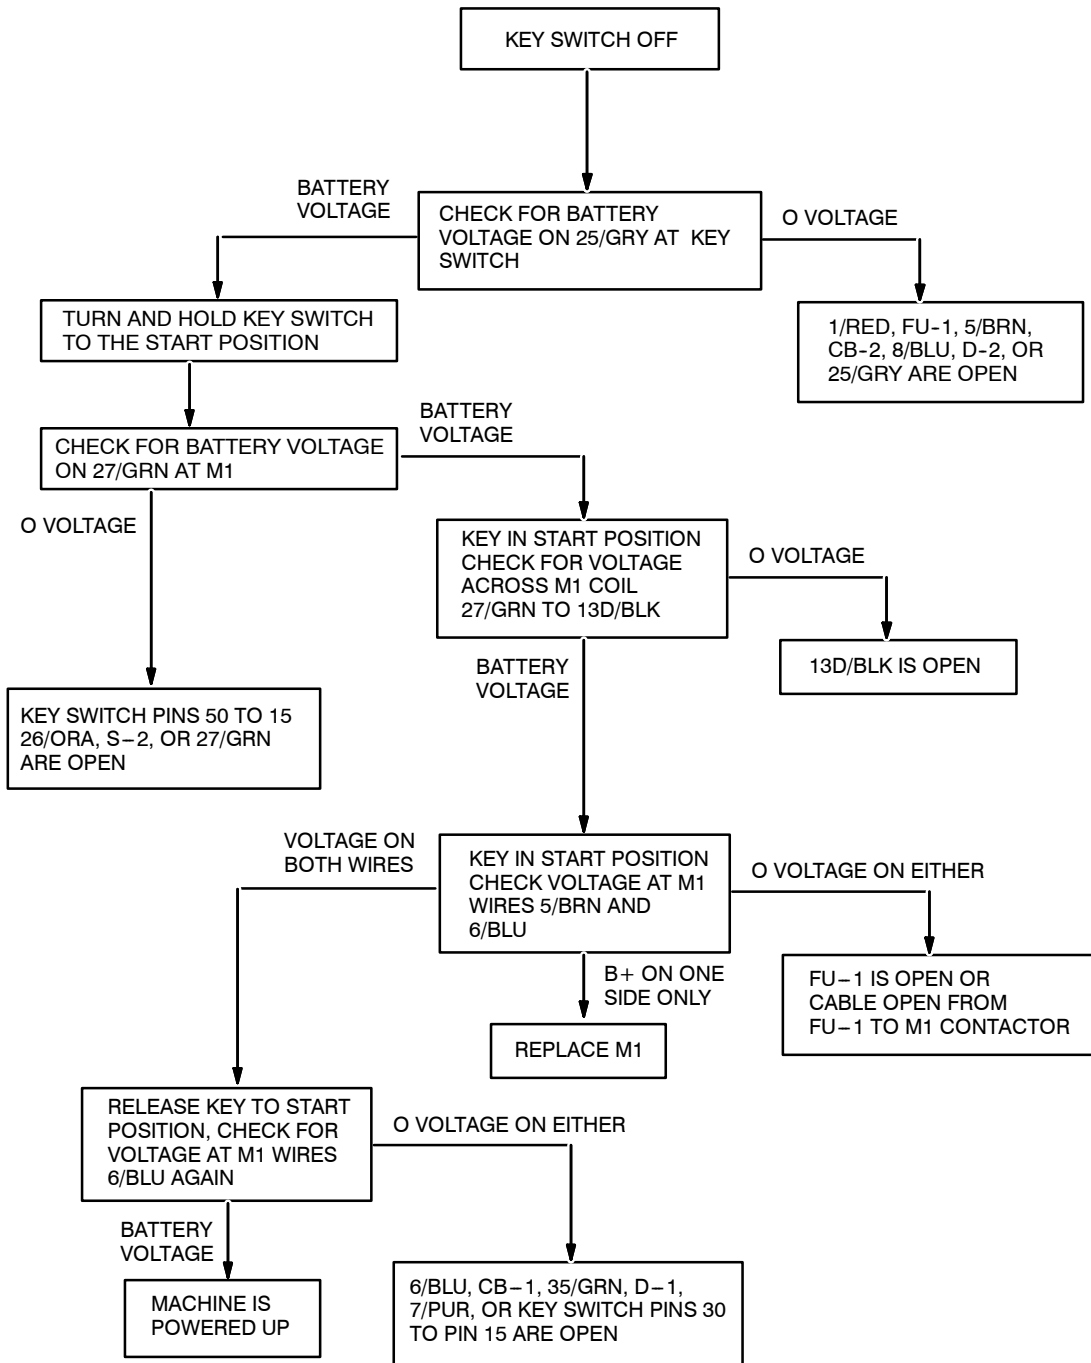 KEY SWITCH OFF
BATTERY
VOLTAGE
CHECK FOR BATTERY
VOLTAGE ON 25/GRY AT KEY
SWITCH
O VOLTAGE
TURN AND HOLD KEY SWITCH
TO THE START POSITION
1/RED, FU-1, 5/BRN,
CB-2, 8/BLU, D-2, OR
25/GRY ARE OPEN
BATTERY
VOLTAGE
CHECK FOR BATTERY VOLTAGE
ON 27/GRN AT M1
O VOLTAGE
KEY IN START POSITION
CHECK FOR VOLTAGE
ACROSS M1 COIL
27/GRN TO 13D/BLK
O VOLTAGE
BATTERY
VOLTAGE
13D/BLK IS OPEN
KEY SWITCH PINS 50 TO 15
26/ORA, S-2, OR 27/GRN
ARE OPEN
VOLTAGE ON
BOTH WIRES
KEY IN START POSITION
CHECK VOLTAGE AT M1
WIRES 5/BRN AND
6/BLU
O VOLTAGE ON EITHER
B+ ON ONE
SIDE ONLY
FU-1 IS OPEN OR
CABLE OPEN FROM
FU-1 TO M1 CONTACTOR
REPLACE M1
RELEASE KEY TO START
POSITION, CHECK FOR
VOLTAGE AT M1 WIRES
6/BLU AGAIN
O VOLTAGE ON EITHER
BATTERY
VOLTAGE
MACHINE IS
POWERED UP
6/BLU, CB-1, 35/GRN, D-1,
7/PUR, OR KEY SWITCH PINS 30
TO PIN 15 ARE OPEN